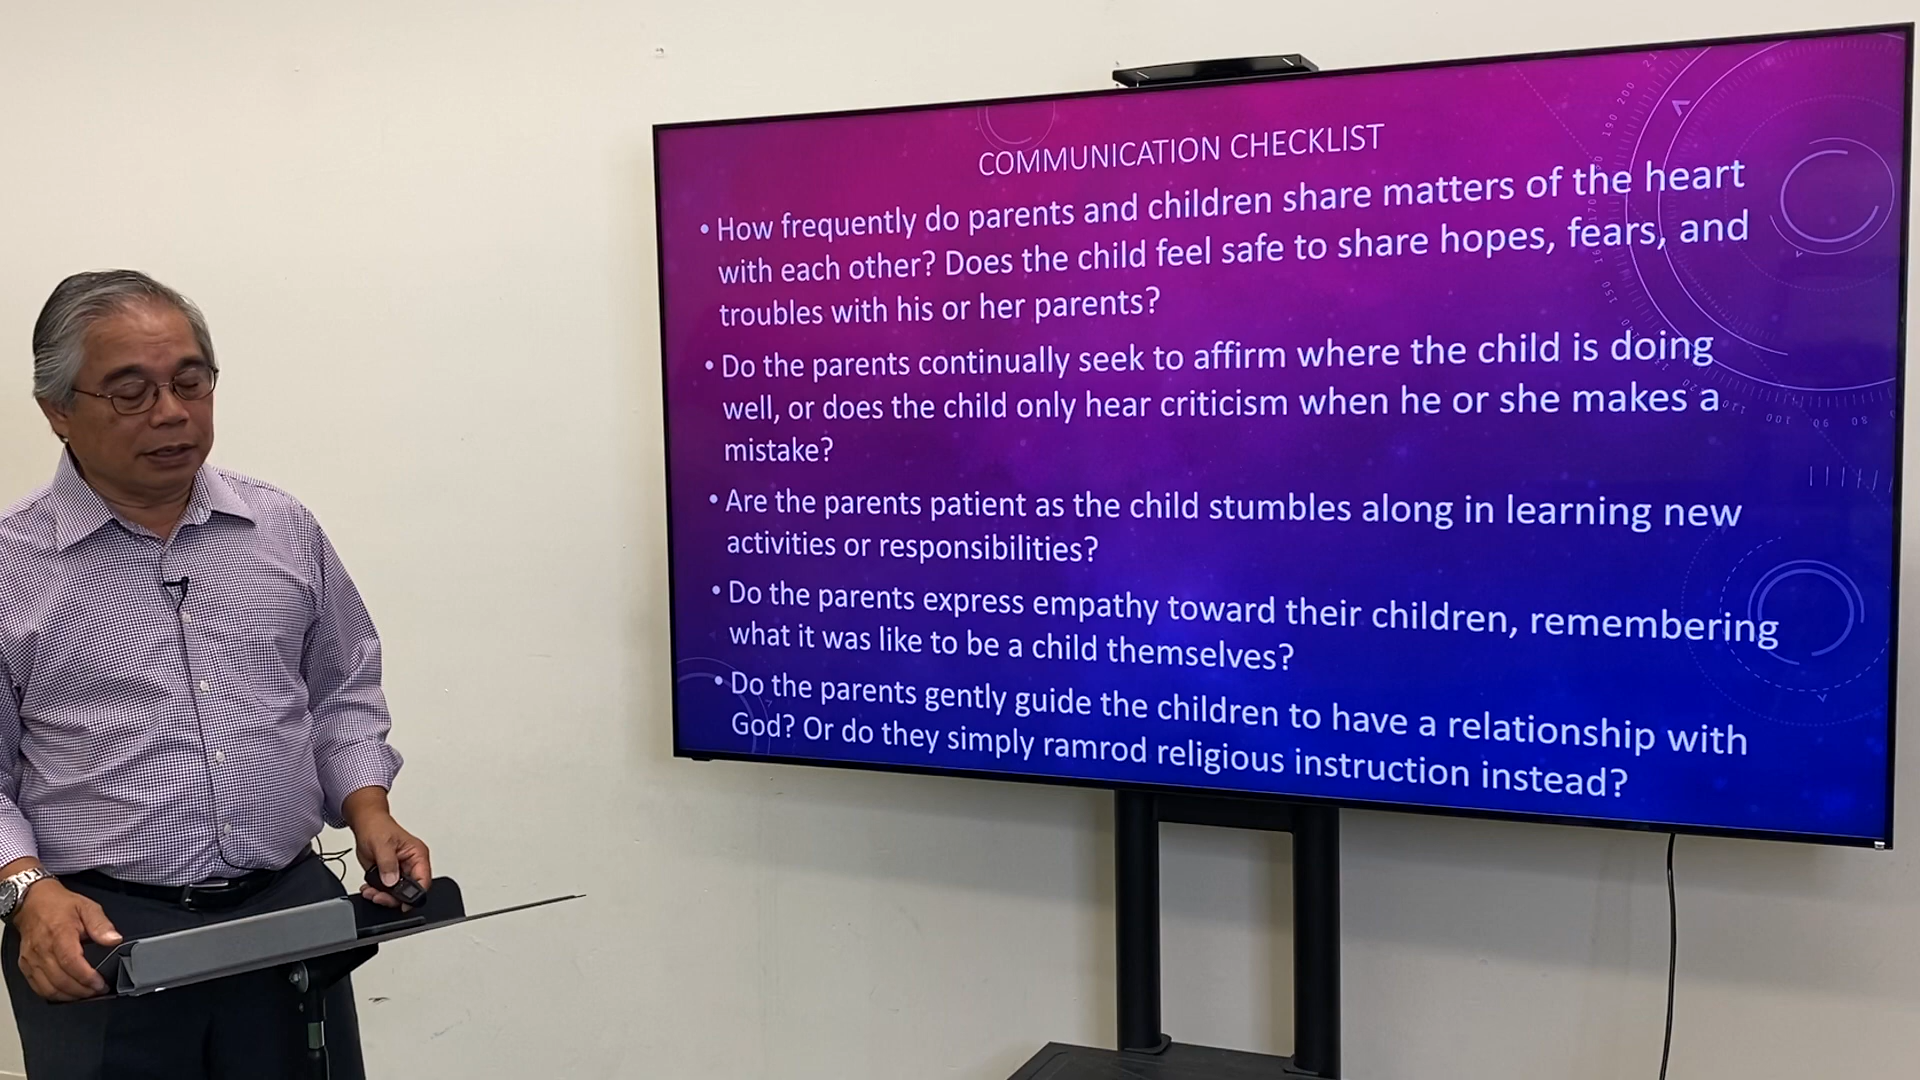 COMMUNICATION CHECKLIST
• How frequently do parents and children share matters of the heart
with each other? Does the child feel safe to share hopes, fears, and
troubles with his or her parents?
• Do the parents continually seek to affirm where the child is doing
well, or does the child only hear criticism when he or she makes a
mistake?
• Are the parents patient as the child stumbles along in learning new
activities or responsibilities?
• Do the parents express empathy toward their children, remembering
what it was like to be a child themselves?
• Do the parents gently guide the children to have a relationship with
God? Or do they simply ramrod religious instruction instead?